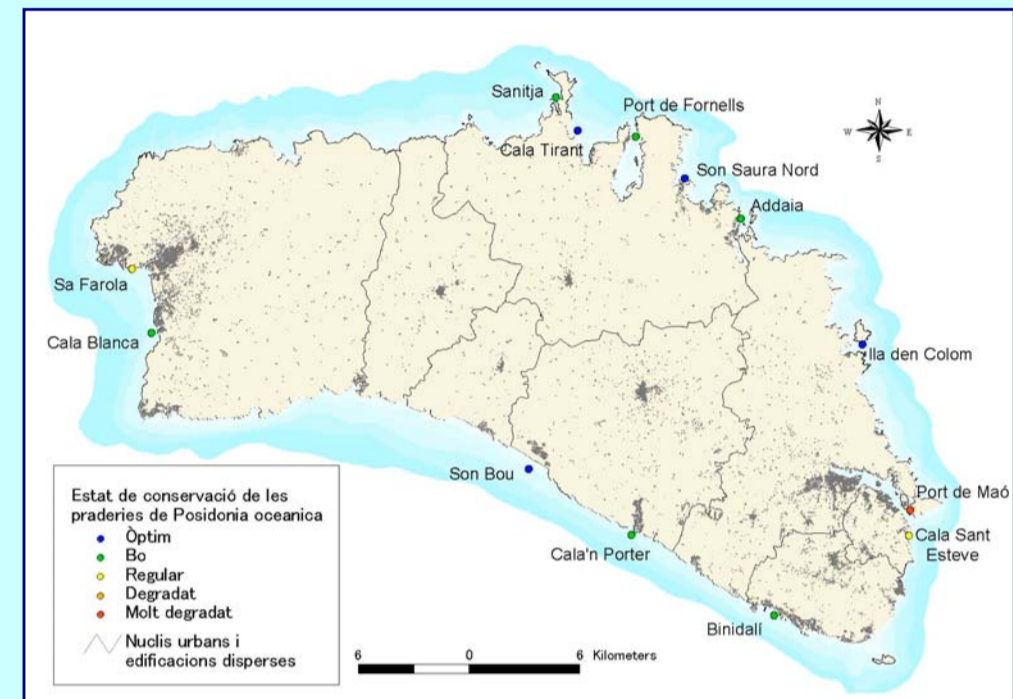 Sanitja
Port de Fornells
N
W E
S
Cala Tirant
Son Saura Nord
Addaia
Sa Farola
Cala Blanca
Illa den Colom
Son Bou
Port de Maó
Cala Sant
Esteve
Cala'n Porter
Binidalí
Estat de conservació de les
praderies de Posidonia oceanica
Òptim
Bo
Regular
Degradat
Molt degradat
Nuclis urbans i
edificacions disperses
6 0 6 Kilometers